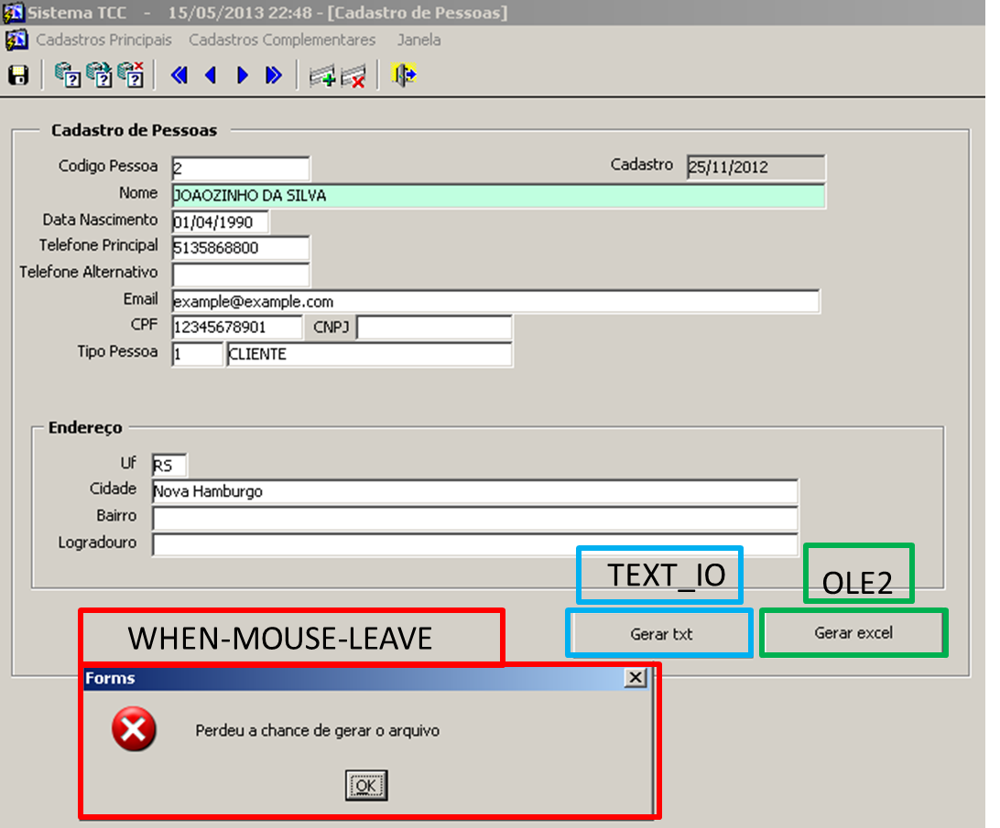 Sistema TCC - 15/05/2013 22:48 - [Cadastro de Pessoas]
Cadastros Principais Cadastros Complementares Janela
Cadastro de Pessoas
Codigo Pessoa 2 Cadastro 25/11/2012
Nome JOAOZINHO DA SILVA
Data Nascimento 01/04/1990
Telefone Principal 5135868800
Telefone Alternativo
Email example@example.com
CPF 12345678901 CNPJ
Tipo Pessoa 1 CLIENTE
Endereço
Uf RS
Cidade Nova Hamburgo
Bairro
Logradouro
TEXT_IO OLE2
WHEN-MOUSE-LEAVE Gerar txt Gerar excel
Forms
Perdeu a chance de gerar o arquivo
OK